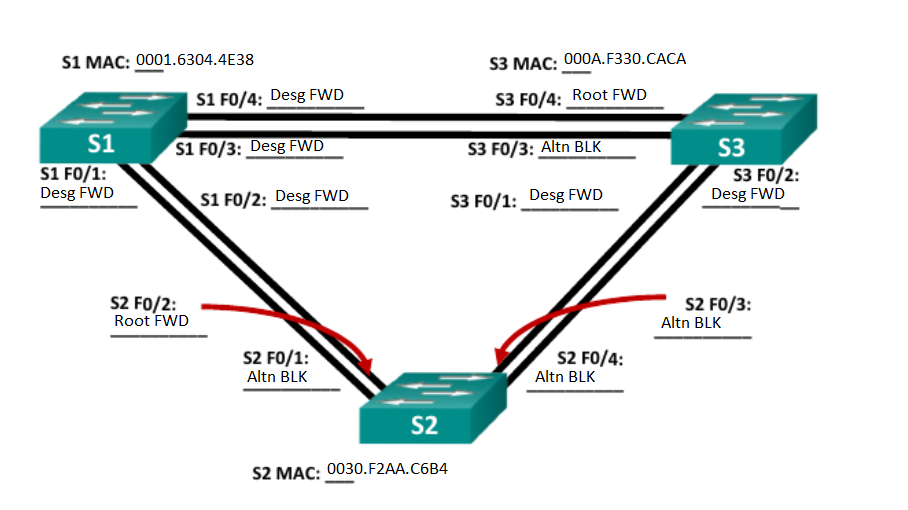 S1 MAC: 0001.6304.4E38
S3 MAC: 000A.F330.CACA
S1 F0/4: Desg FWD
S3 F0/4: Root FWD
S1
S3
S1 F0/3: Desg FWD
S3 F0/3: Altn BLK
S1 F0/1:
Desg FWD
S3 F0/2:
Desg FWD
S1 F0/2: Desg FWD
S3 F0/1: Desg FWD
S2 F0/2:
Root FWD
S2 F0/3:
Altn BLK
S2 F0/1:
Altn BLK
S2 F0/4:
Altn BLK
S2
S2 MAC: 0030.F2AA.C6B4